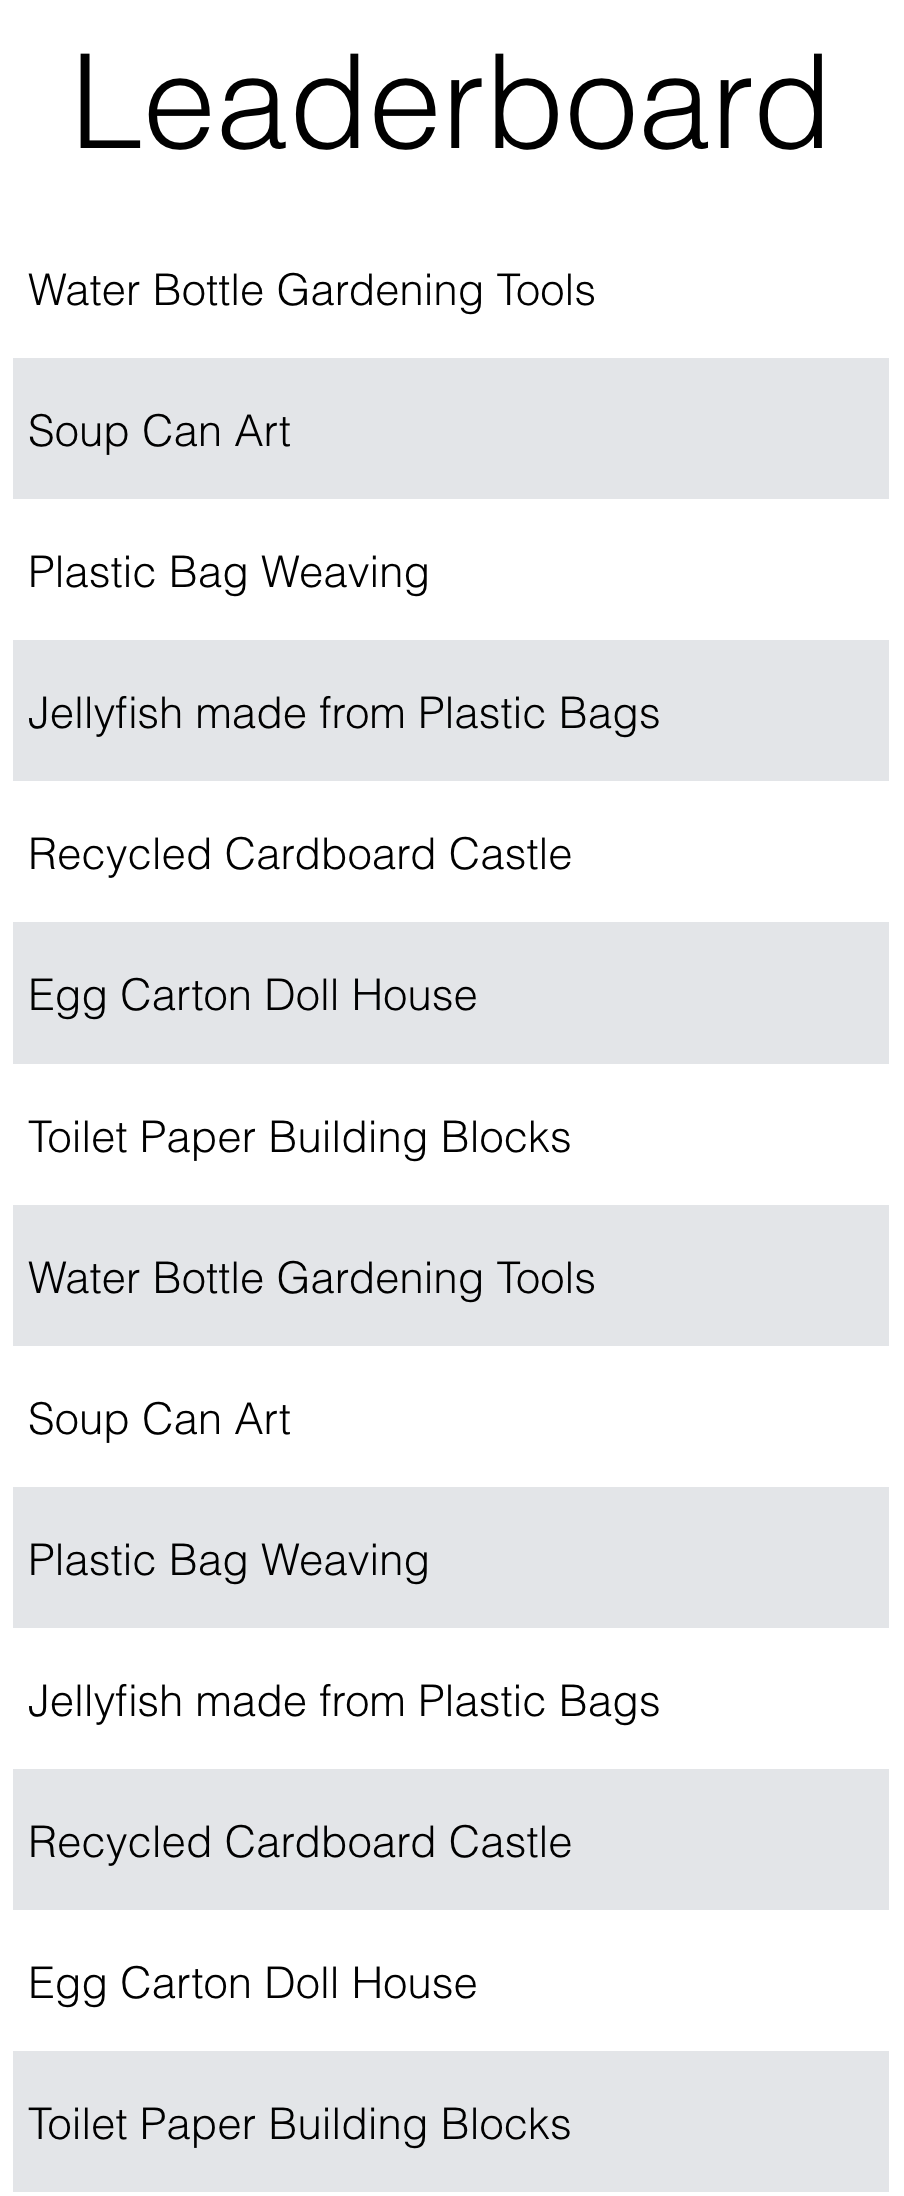 Leaderboard
Water Bottle Gardening Tools
Soup Can Art
Plastic Bag Weaving
Jellyfish made from Plastic Bags
Recycled Cardboard Castle
Egg Carton Doll House
Toilet Paper Building Blocks
Water Bottle Gardening Tools
Soup Can Art
Plastic Bag Weaving
Jellyfish made from Plastic Bags
Recycled Cardboard Castle
Egg Carton Doll House
Toilet Paper Building Blocks